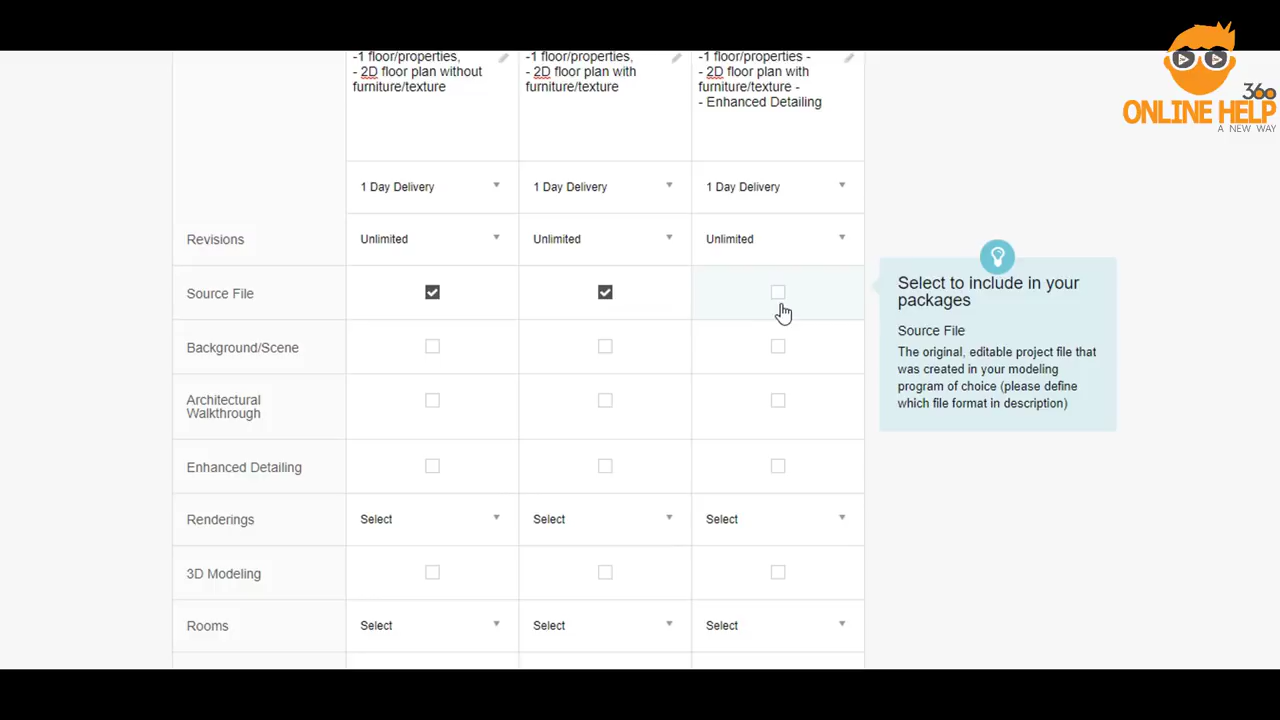 360
ONLINE HELP
A NEW WAY
-1 floor/properties,
- 2D floor plan without
furniture/texture
-1 floor/properties,
- 2D floor plan with
furniture/texture
-1 floor/properties -
- 2D floor plan with
furniture/texture -
- Enhanced Detailing
1 Day Delivery
1 Day Delivery
1 Day Delivery
Revisions
Unlimited
Unlimited
Unlimited
Source File
Background/Scene
Architectural
Walkthrough
Enhanced Detailing
Renderings
Select
Select
Select
3D Modeling
Rooms
Select
Select
Select
Select to include in your
packages
Source File
The original, editable project file that
was created in your modeling
program of choice (please define
which file format in description)